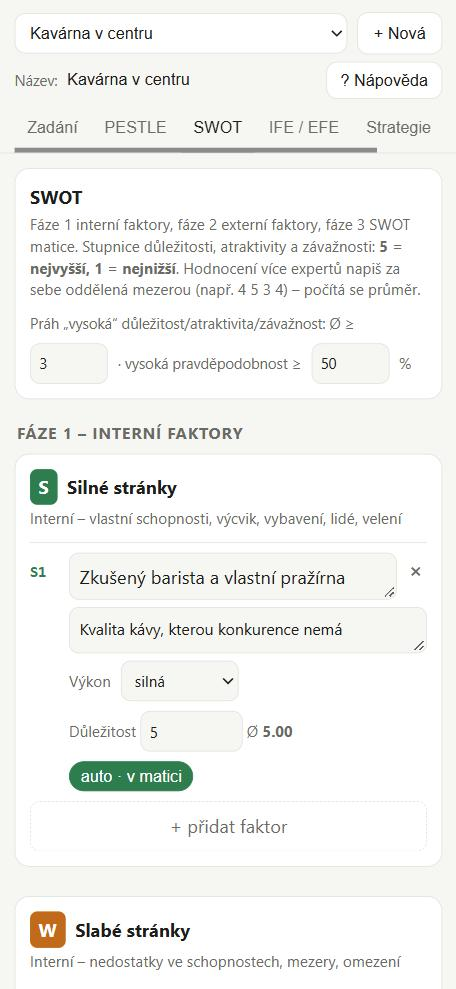 Kavárna v centru
+ Nová
Název: Kavárna v centru
? Nápověda
Zadání PESTLE SWOT IFE / EFE Strategie
SWOT
Fáze 1 interní faktory, fáze 2 externí faktory, fáze 3 SWOT
matice. Stupnice důležitosti, atraktivity a závažnosti: 5 =
nejvyšší, 1 = nejnižší. Hodnocení více expertů napiš za
sebe oddělená mezerou (např. 4 5 3 4) – počítá se průměr.
Práh „vysoká“ důležitost/atraktivita/závažnost: Ø ≥
3 · vysoká pravděpodobnost ≥ 50 %
FÁZE 1 – INTERNÍ FAKTORY
S Silné stránky
Interní – vlastní schopnosti, výcvik, vybavení, lidé, velení
S1 Zkušený barista a vlastní pražírna ×
Kvalita kávy, kterou konkurence nemá
Výkon silná
Důležitost 5 Ø 5.00
auto · v matici
+ přidat faktor
W Slabé stránky
Interní – nedostatky ve schopnostech, mezery, omezení